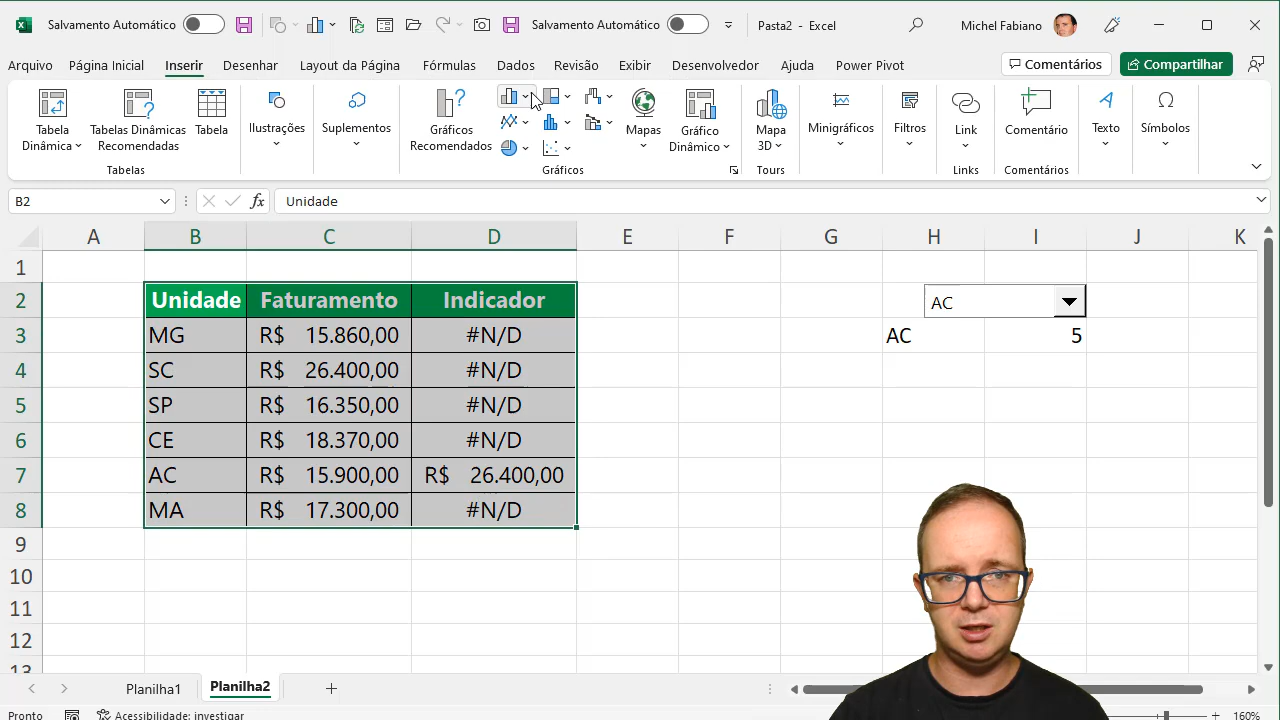 Salvamento Automático Salvamento Automático Pasta2 - Excel Michel Fabiano
Arquivo Página Inicial Inserir Desenhar Layout da Página Fórmulas Dados Revisão Exibir Desenvolvedor Ajuda Power Pivot Comentários Compartilhar
Tabela Dinâmica
Tabelas Dinâmicas Recomendadas
Tabela
Tabelas
Ilustrações
Suplementos
Gráficos Recomendados
Mapas
Gráfico Dinâmico
Gráficos
Mapa 3D
Tours
Minigráficos
Filtros
Link
Links
Comentário
Comentários
Texto
Símbolos
B2 fx Unidade
A B C D E F G H I J K
1
2 Unidade Faturamento Indicador AC
3 MG R$ 15.860,00 #N/D AC 5
4 SC R$ 26.400,00 #N/D
5 SP R$ 16.350,00 #N/D
6 CE R$ 18.370,00 #N/D
7 AC R$ 15.900,00 R$ 26.400,00
8 MA R$ 17.300,00 #N/D
9
10
11
12
13
Planilha1 Planilha2
Pronto Acessibilidade: investigar 160%